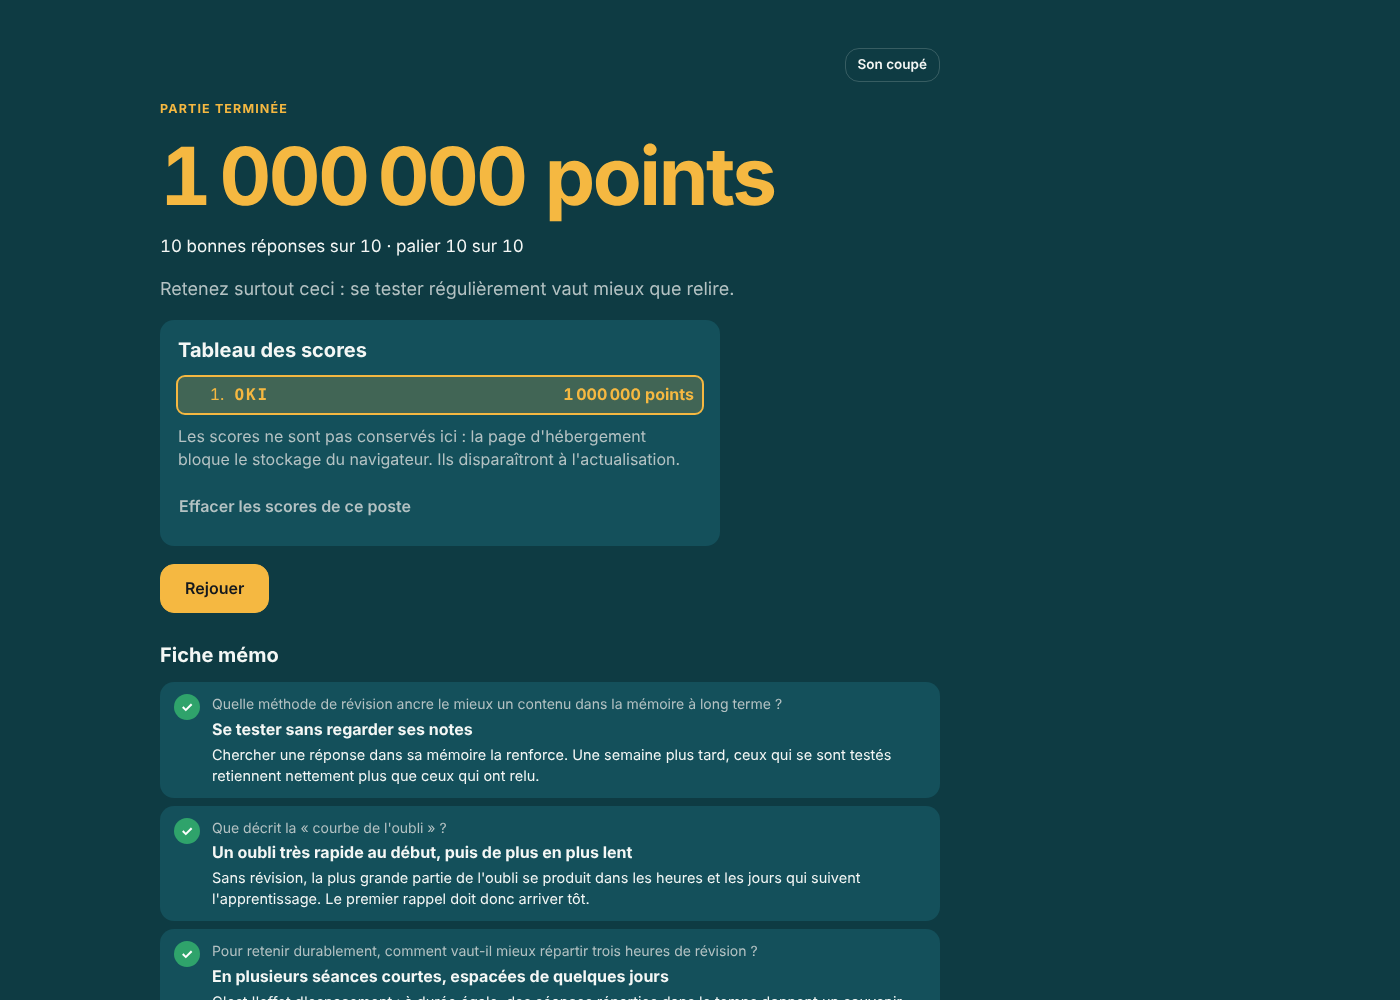 Son coupé
PARTIE TERMINÉE
1 000 000 points
10 bonnes réponses sur 10 · palier 10 sur 10
Retenez surtout ceci : se tester régulièrement vaut mieux que relire.
Tableau des scores
1. OKI 1 000 000 points
Les scores ne sont pas conservés ici : la page d'hébergement
bloque le stockage du navigateur. Ils disparaîtront à l'actualisation.
Effacer les scores de ce poste
Rejouer
Fiche mémo
Quelle méthode de révision ancre le mieux un contenu dans la mémoire à long terme ?
Se tester sans regarder ses notes
Chercher une réponse dans sa mémoire la renforce. Une semaine plus tard, ceux qui se sont testés
retiennent nettement plus que ceux qui ont relu.
Que décrit la « courbe de l'oubli » ?
Un oubli très rapide au début, puis de plus en plus lent
Sans révision, la plus grande partie de l'oubli se produit dans les heures et les jours qui suivent
l'apprentissage. Le premier rappel doit donc arriver tôt.
Pour retenir durablement, comment vaut-il mieux répartir trois heures de révision ?
En plusieurs séances courtes, espacées de quelques jours